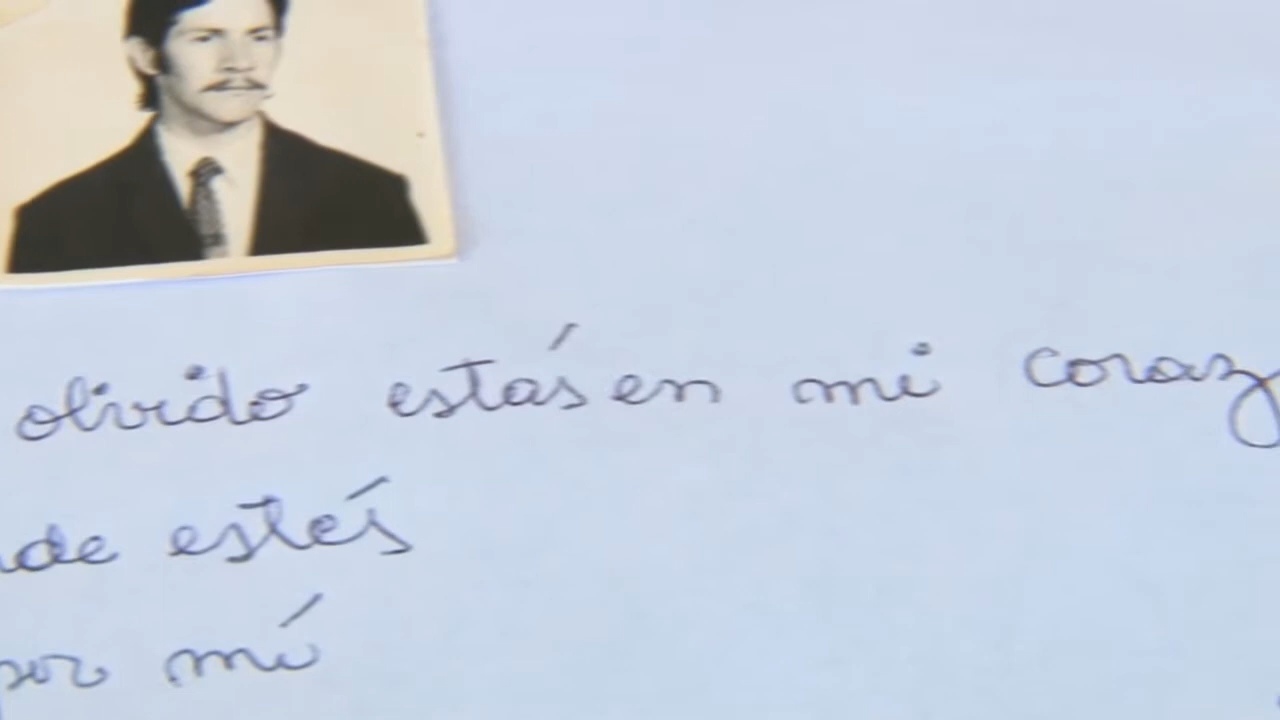 olvido estás en mi coraz
de estés
por mí